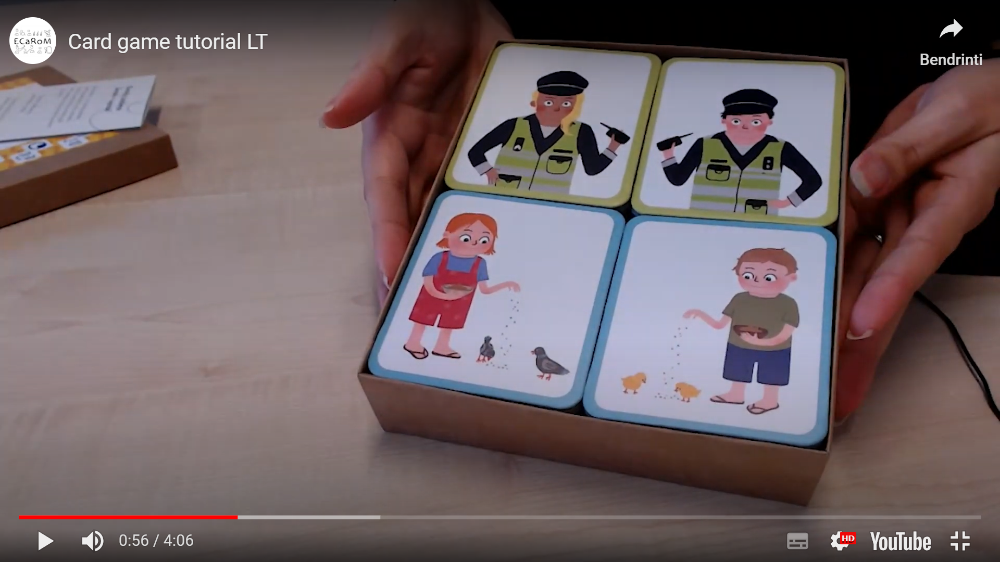 ECaRoM
Card game tutorial LT
Bendrinti
0:56 / 4:06
HD
YouTube